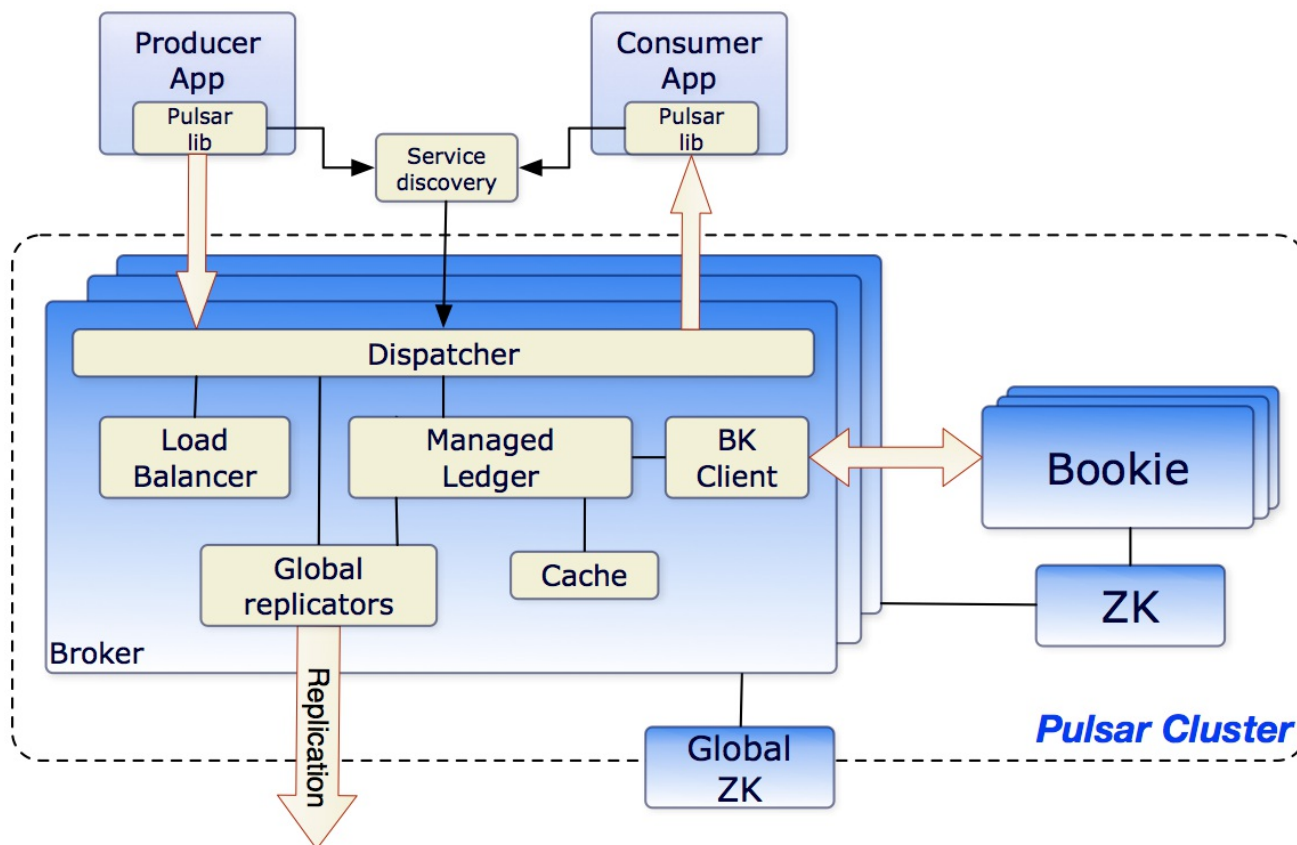 Producer
App
Pulsar
lib
Consumer
App
Pulsar
lib
Service
discovery
Dispatcher
Load
Balancer
Managed
Ledger
BK
Client
Bookie
Global
replicators
Cache
ZK
Broker
Replication
Pulsar Cluster
Global
ZK